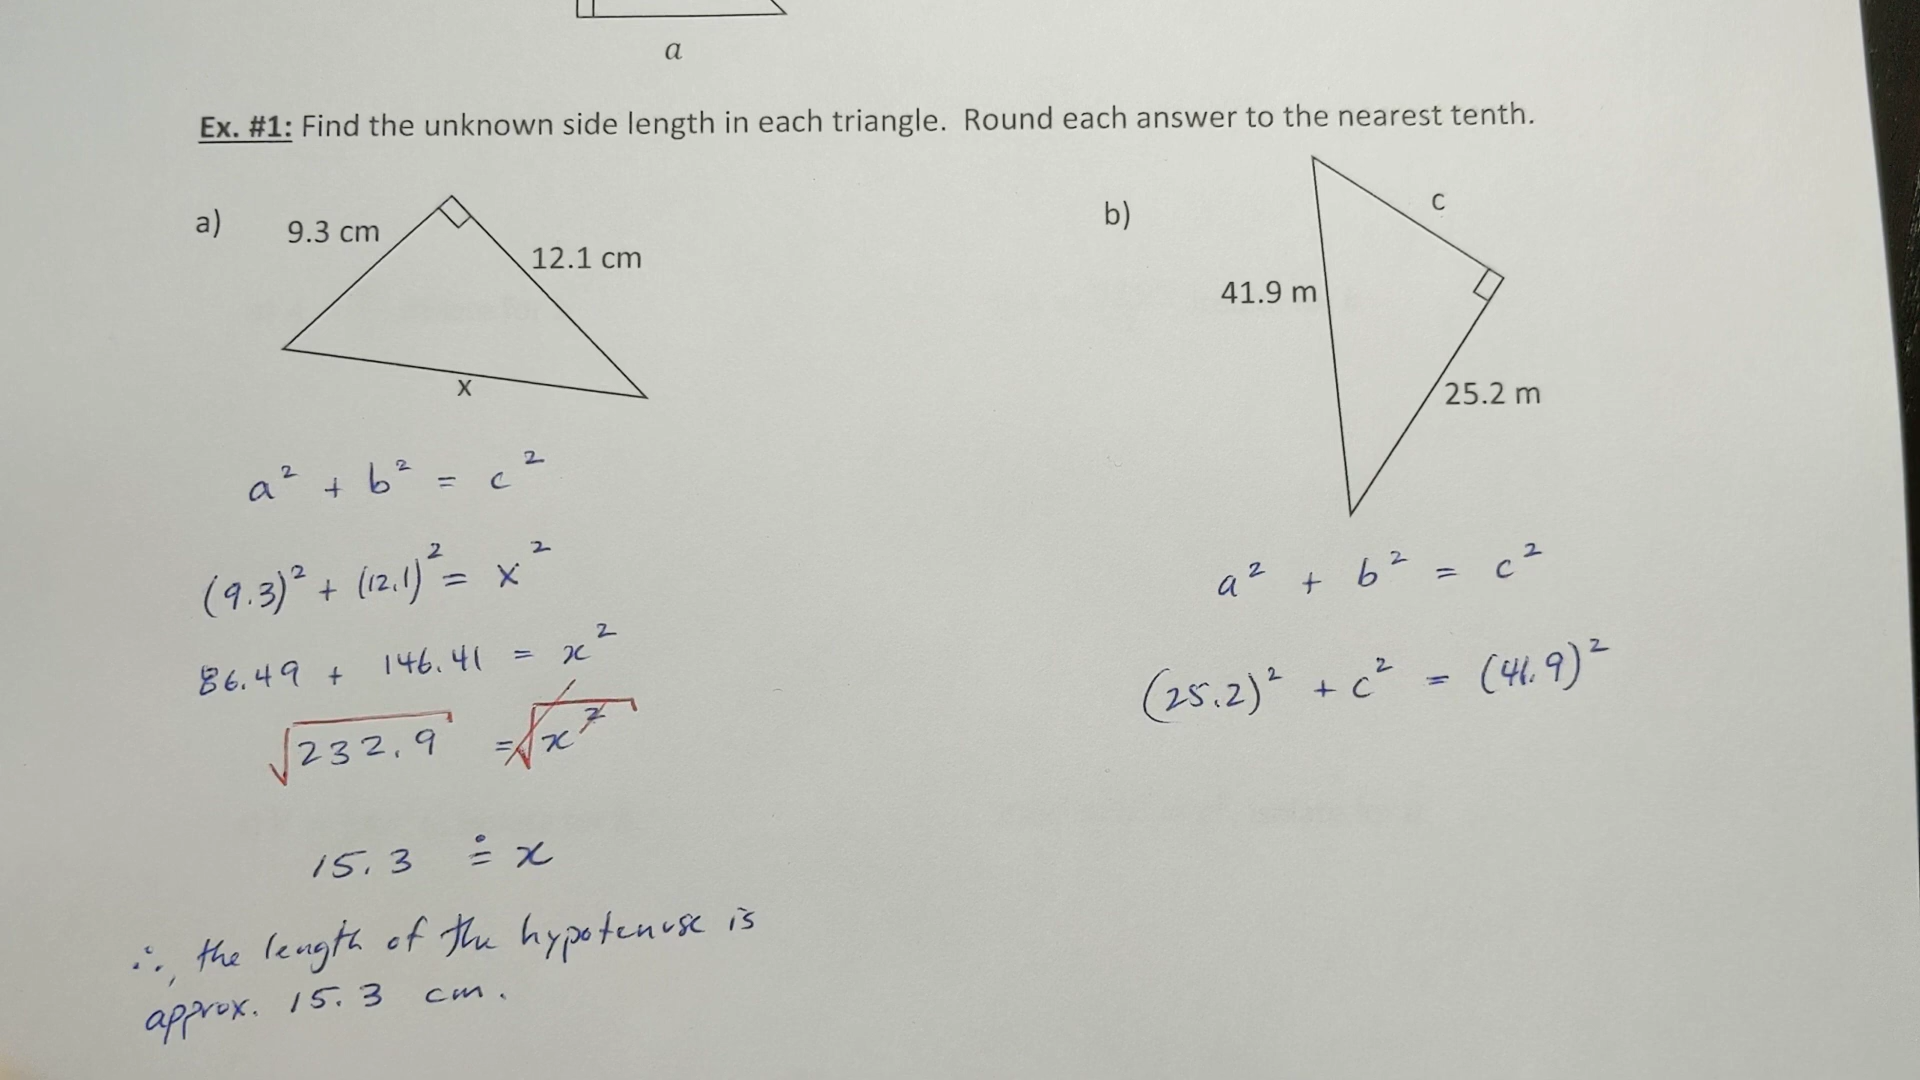 a
Ex. #1: Find the unknown side length in each triangle. Round each answer to the nearest tenth.
a)
9.3 cm
12.1 cm
x
a² + b² = c²
(9.3)² + (12.1)² = x²
86.49 + 146.41 = x²
√232.9 = √x²
15.3 ≐ x
∴, the length of the hypotenuse is
approx. 15.3 cm.
b)
c
41.9 m
25.2 m
a² + b² = c²
(25.2)² + c² = (41.9)²